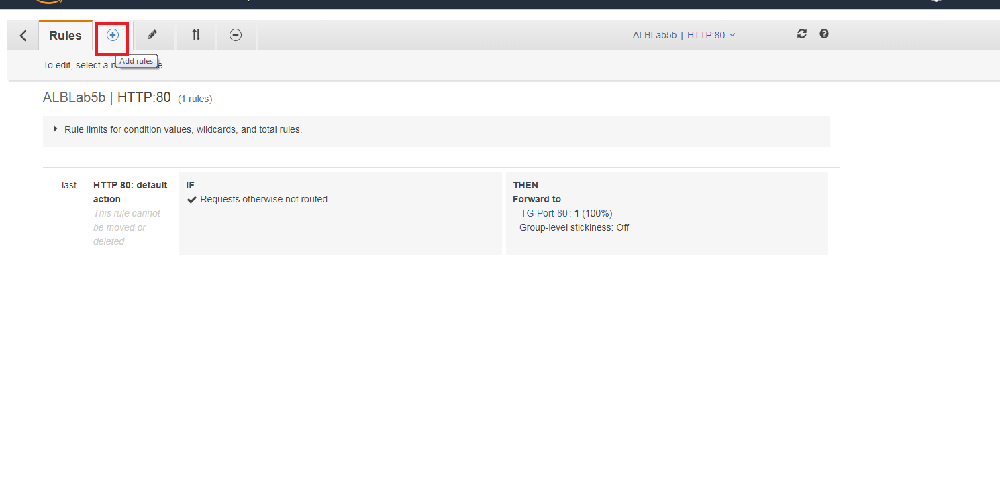 Rules
ALBLab5b | HTTP:80
Add rules
To edit, select a m above.
ALBLab5b | HTTP:80 (1 rules)
Rule limits for condition values, wildcards, and total rules.
last
HTTP 80: default
action
This rule cannot
be moved or
deleted
IF
Requests otherwise not routed
THEN
Forward to
TG-Port-80 : 1 (100%)
Group-level stickiness: Off